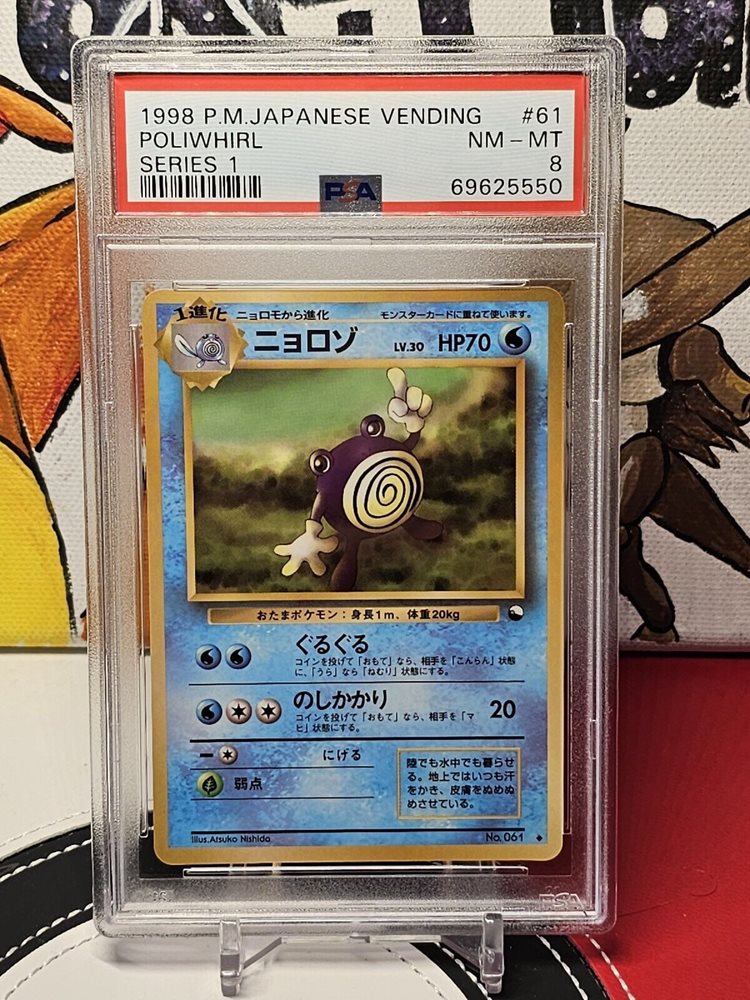 1998 P.M.JAPANESE VENDING #61
POLIWHIRL NM - MT
SERIES 1 8
PSA 69625550
1進化 ニョロモから進化 モンスターカードに重ねて使います。
ニョロゾ LV.30 HP70
おたまポケモン：身長1m、体重20kg
ぐるぐる
コインを投げて「おもて」なら、相手を「こんらん」状態
に、「うら」なら「ねむり」状態にする。
のしかかり 20
コインを投げて「おもて」なら、相手を「マ
ヒ」状態にする。
にげる
弱点
陸でも水中でも暮らせ
る。地上ではいつも汗
をかき、皮膚をぬめぬ
めさせている。
Illus.Atsuko Nishida No.061
PSA